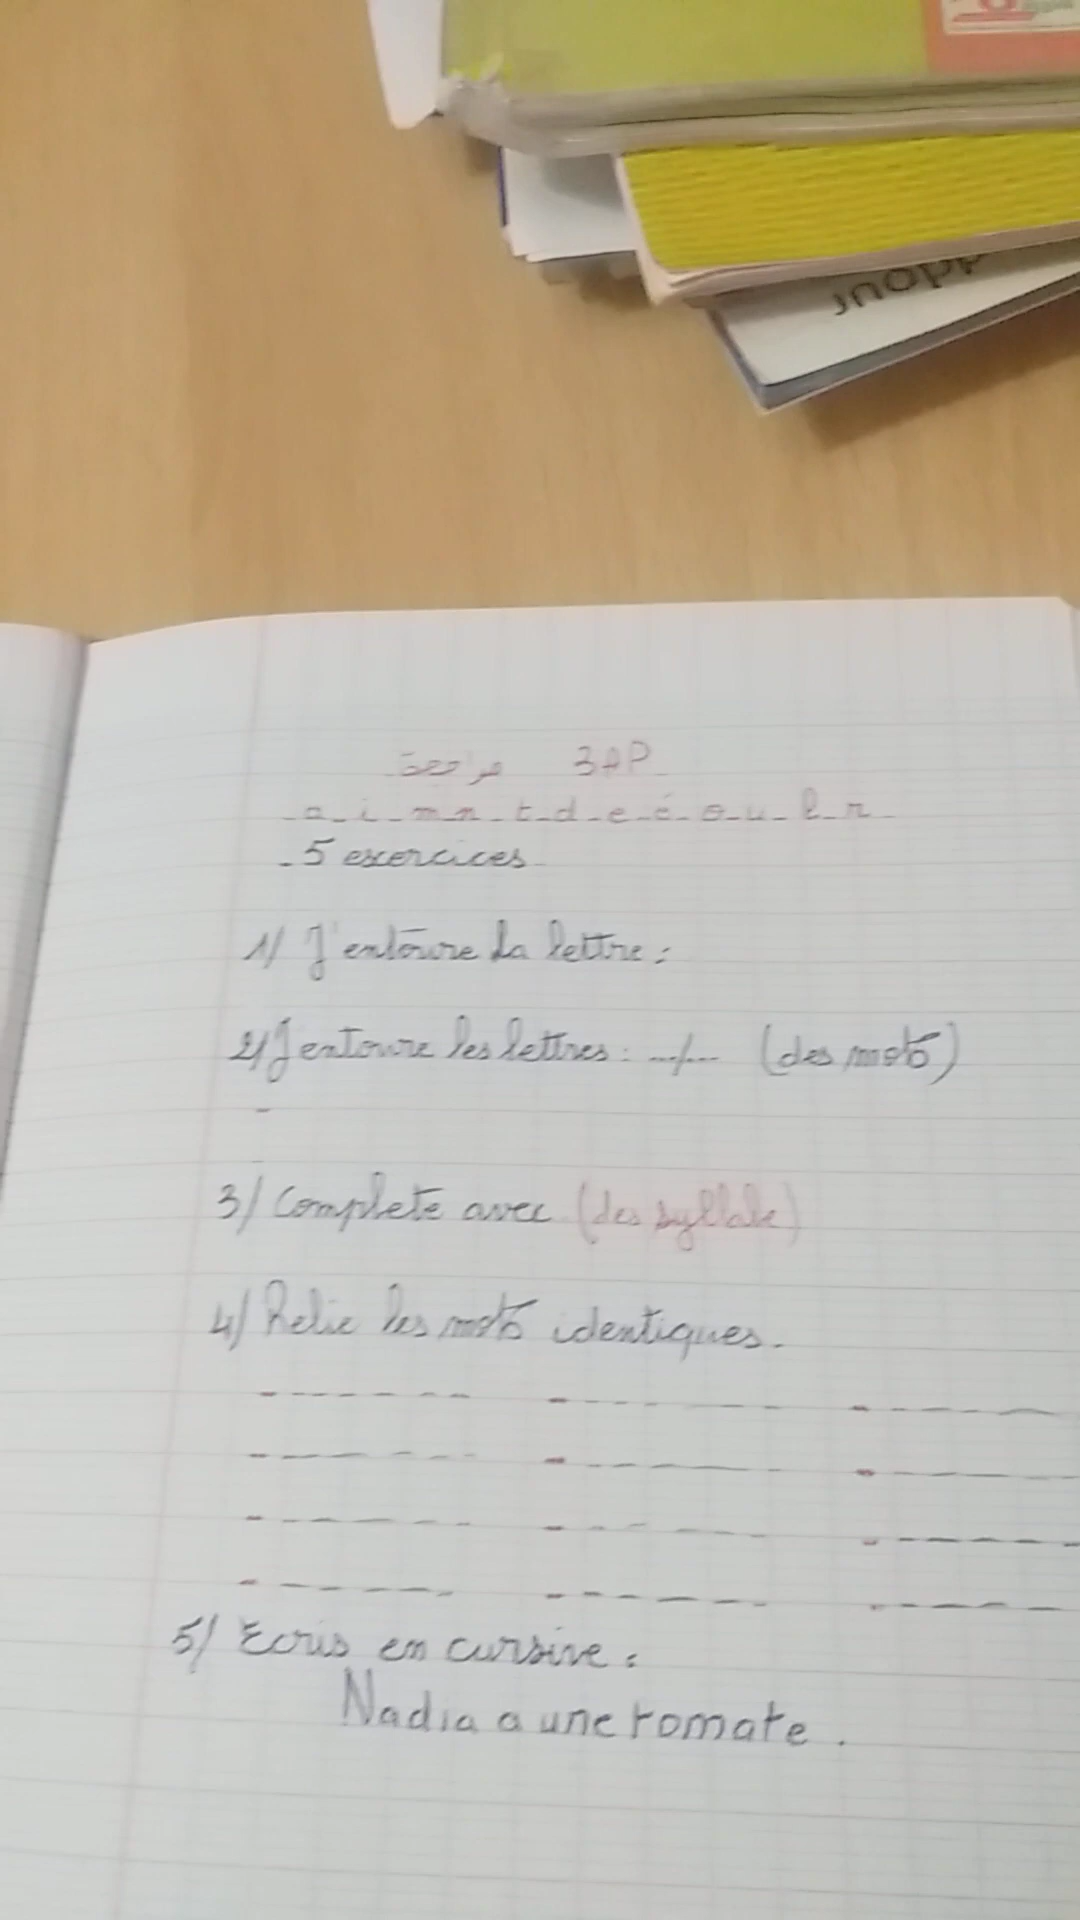 مراجعة 3AP
- a - i - m - n - t - d - e - é - o - u - l - r
- 5 exercices
1/ J'entoure la lettre :
2/ J'entoure les lettres : .../... (des mots)
-
3/ Complete avec (des syllabe)
4/ Relie les mots identiques.
5/ Ecris en cursive :
Nadia a une tomate .